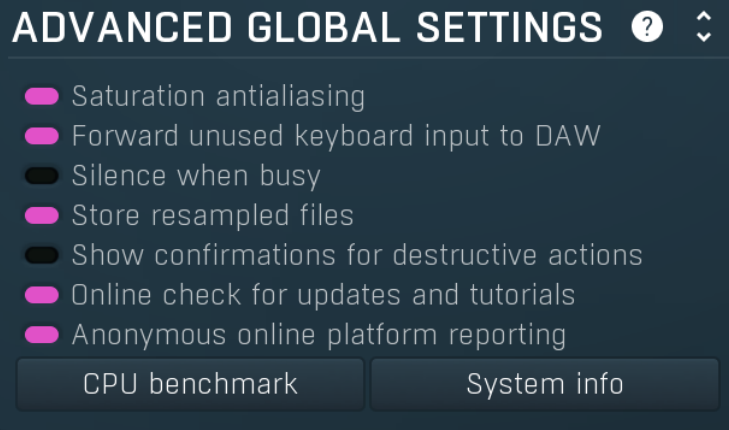 ADVANCED GLOBAL SETTINGS ?
Saturation antialiasing
Forward unused keyboard input to DAW
Silence when busy
Store resampled files
Show confirmations for destructive actions
Online check for updates and tutorials
Anonymous online platform reporting
CPU benchmark System info